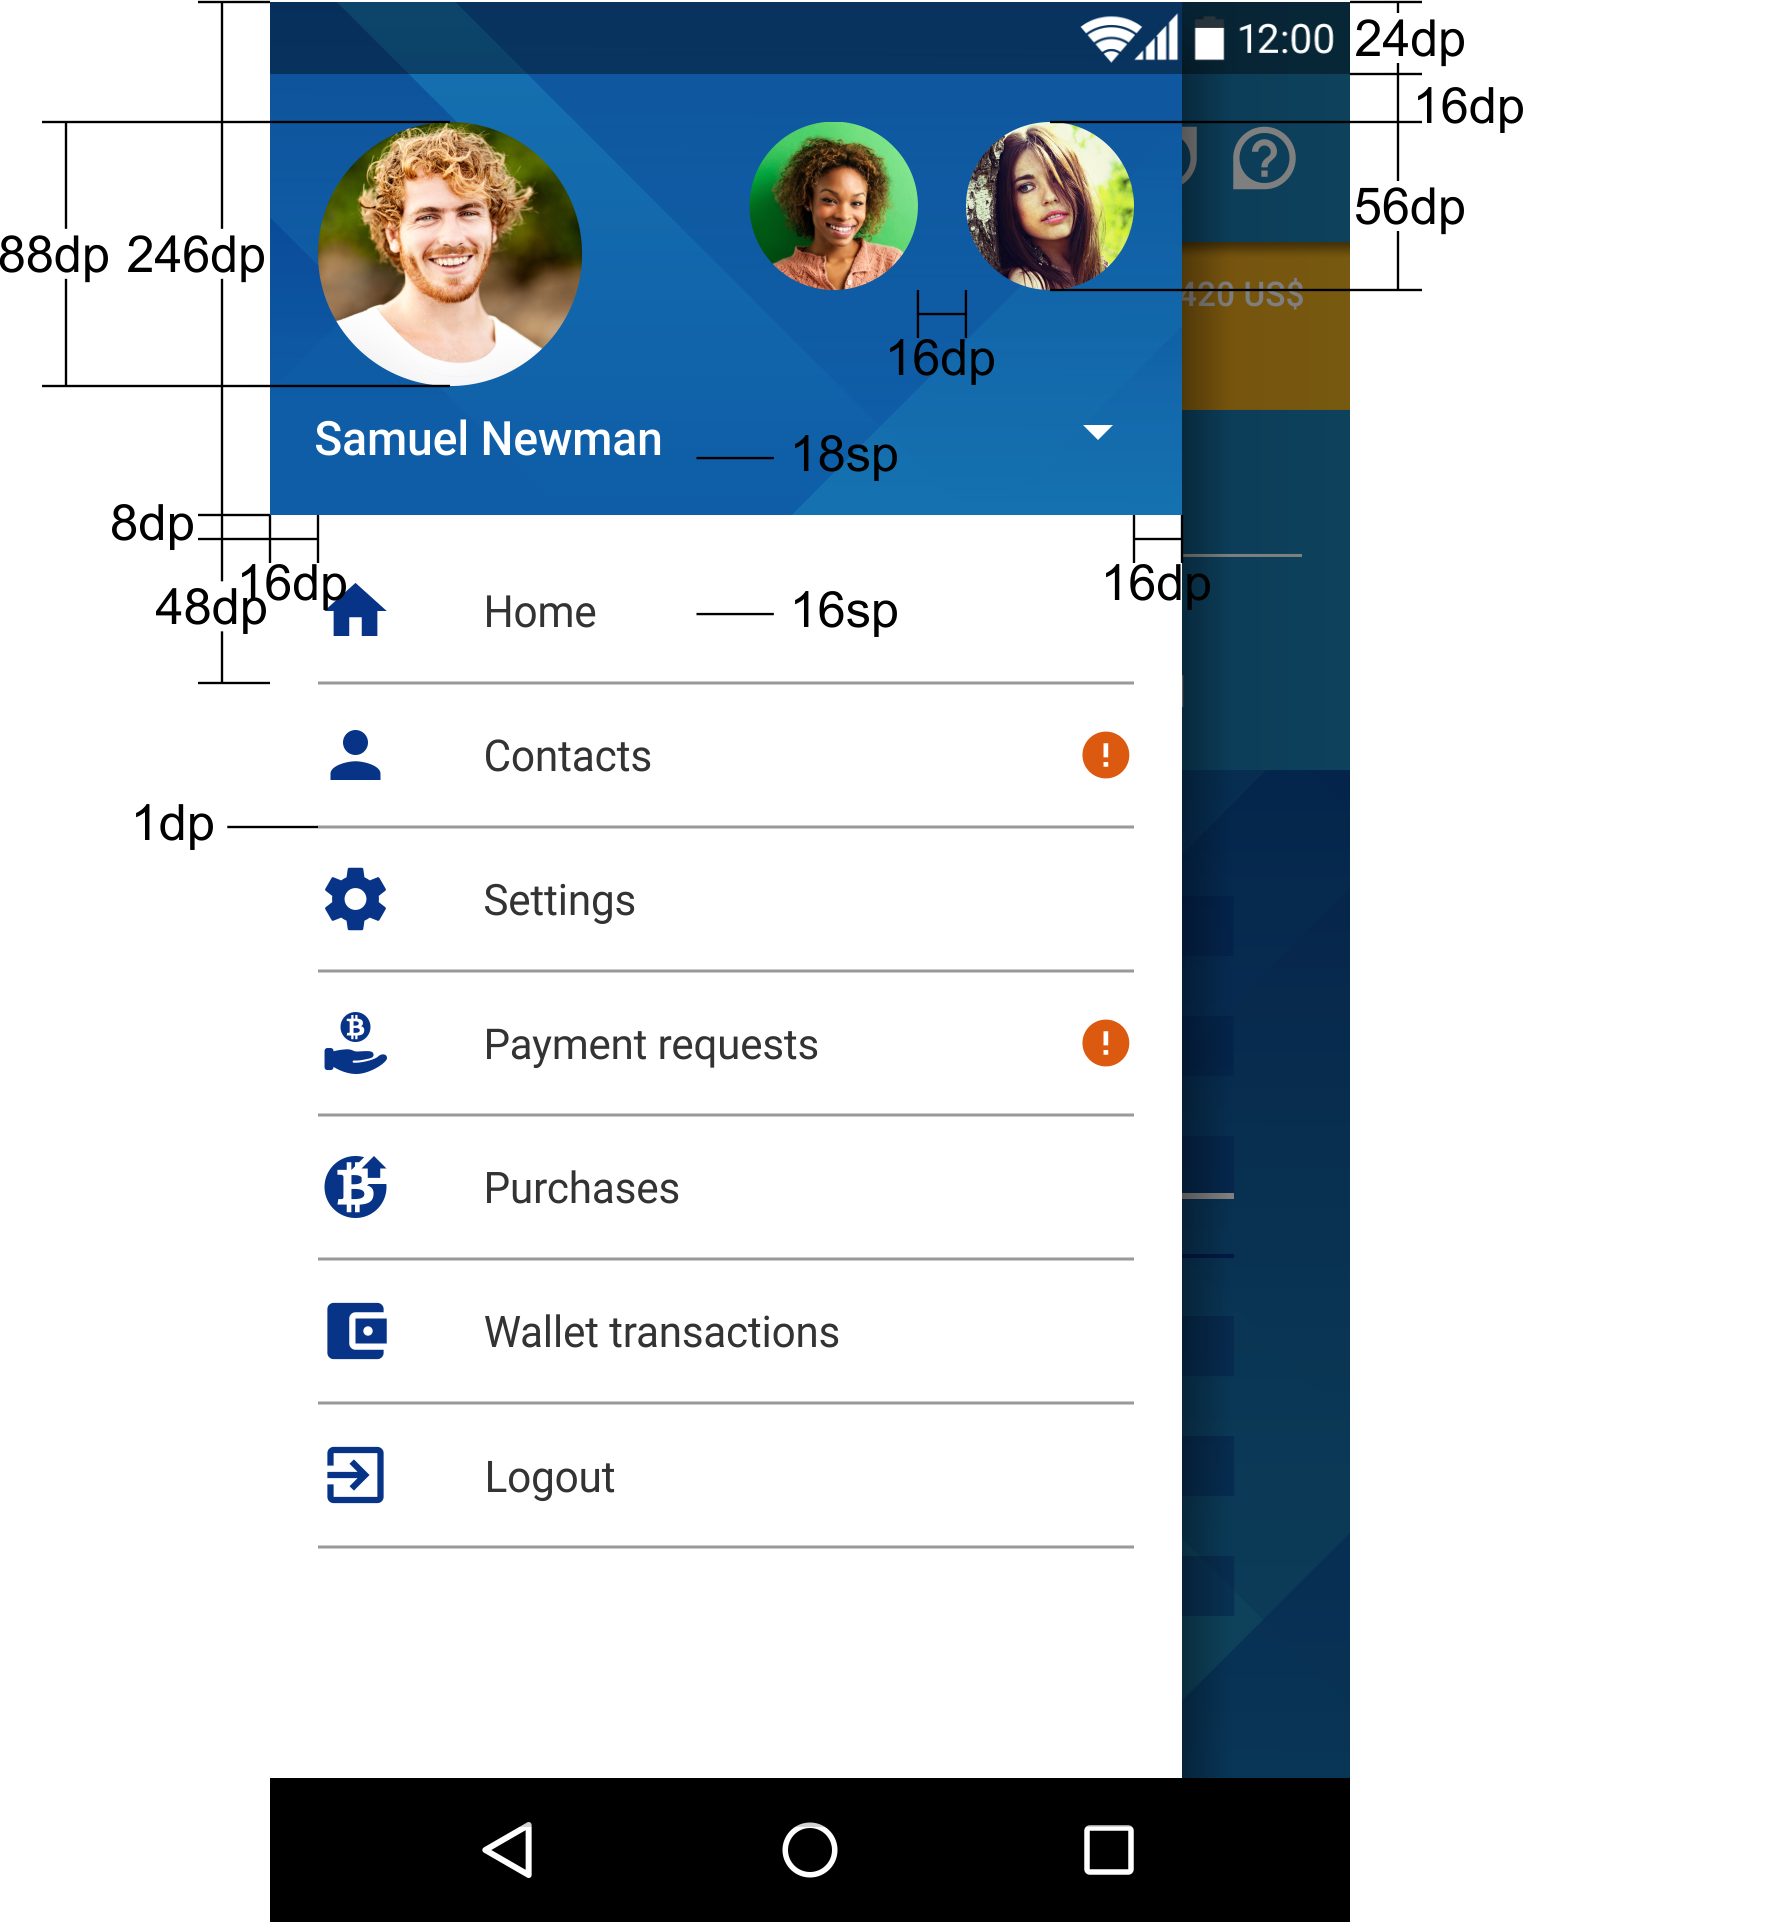 12:00
24dp
16dp
88dp
246dp
56dp
420 US$
16dp
Samuel Newman
18sp
8dp
16dp
16dp
48dp
Home
16sp
Contacts
1dp
Settings
Payment requests
Purchases
Wallet transactions
Logout